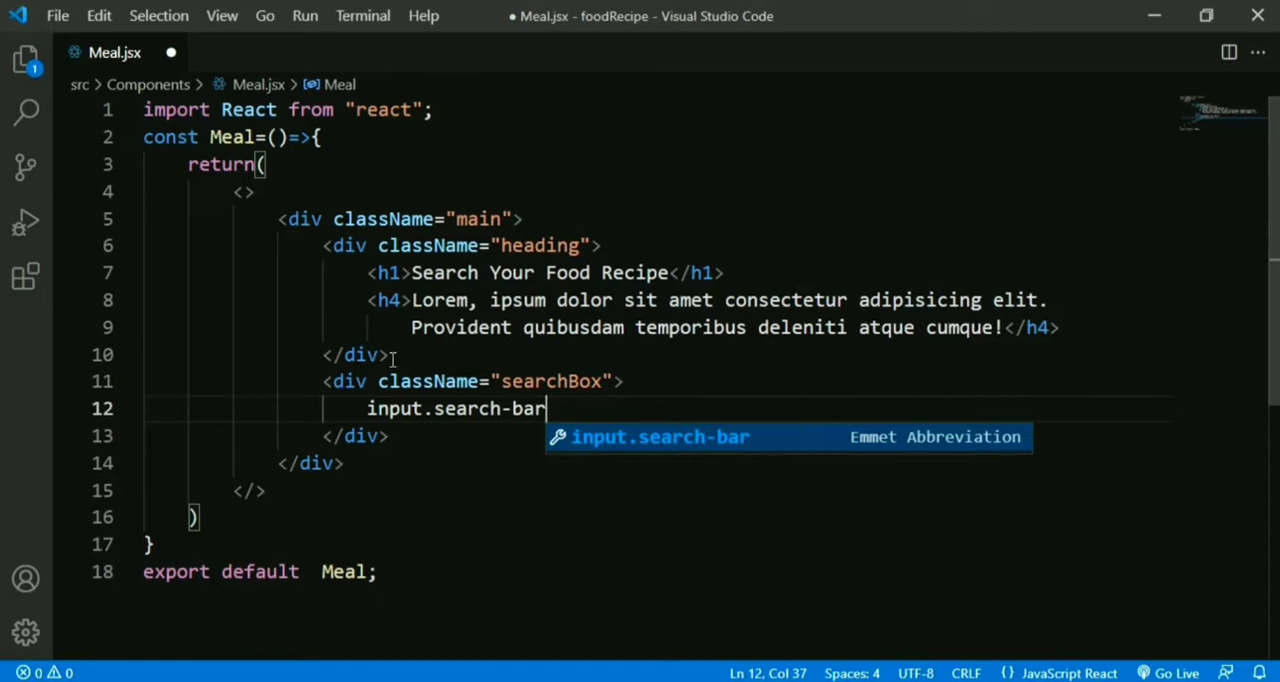 File Edit Selection View Go Run Terminal Help ● Meal.jsx - foodRecipe - Visual Studio Code
Meal.jsx
src > Components > Meal.jsx > Meal
1 import React from "react";
2 const Meal=()=>{
3 return(
4 <>
5 <div className="main">
6 <div className="heading">
7 <h1>Search Your Food Recipe</h1>
8 <h4>Lorem, ipsum dolor sit amet consectetur adipisicing elit.
9 Provident quibusdam temporibus deleniti atque cumque!</h4>
10 </div>
11 <div className="searchBox">
12 input.search-bar
input.search-bar Emmet Abbreviation
13 </div>
14 </div>
15 </>
16 )
17 }
18 export default Meal;
1
0 0 Ln 12, Col 37 Spaces: 4 UTF-8 CRLF {} JavaScript React Go Live